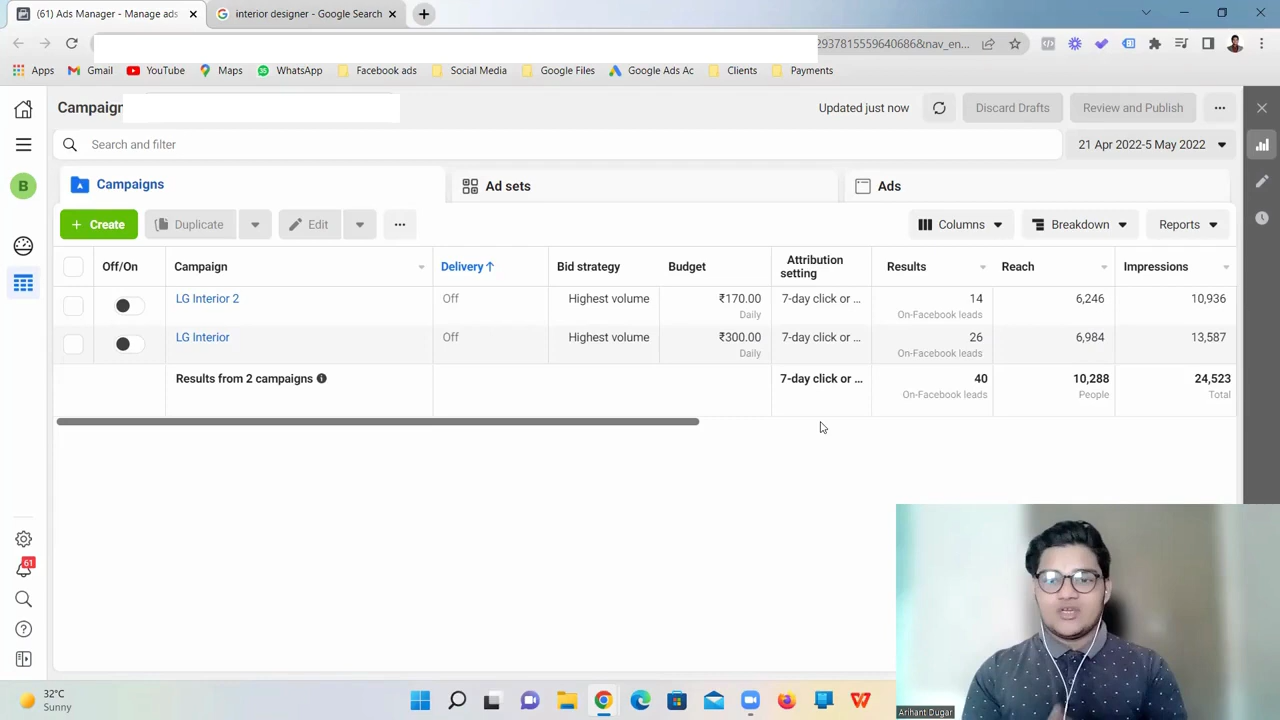 (61) Ads Manager - Manage ads
interior designer - Google Search
29378155596406868&nav_en...
Apps
Gmail
YouTube
Maps
WhatsApp
Facebook ads
Social Media
Google Files
Google Ads Ac
Clients
Payments
Campaign
Updated just now
Discard Drafts
Review and Publish
Search and filter
21 Apr 2022-5 May 2022
B
Campaigns
Ad sets
Ads
+ Create
Duplicate
Edit
Columns
Breakdown
Reports
Off/On
Campaign
Delivery↑
Bid strategy
Budget
Attribution
setting
Results
Reach
Impressions
LG Interior 2
Off
Highest volume
₹170.00
Daily
7-day click or ...
14
On-Facebook leads
6,246
10,936
LG Interior
Off
Highest volume
₹300.00
Daily
7-day click or ...
26
On-Facebook leads
6,984
13,587
Results from 2 campaigns
7-day click or ...
40
On-Facebook leads
10,288
People
24,523
Total
61
32°C
Sunny
Arihant Dugar